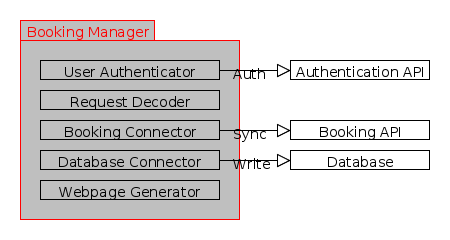 Booking Manager
User Authenticator
Auth
Authentication API
Request Decoder
Booking Connector
Sync
Booking API
Database Connector
Write
Database
Webpage Generator